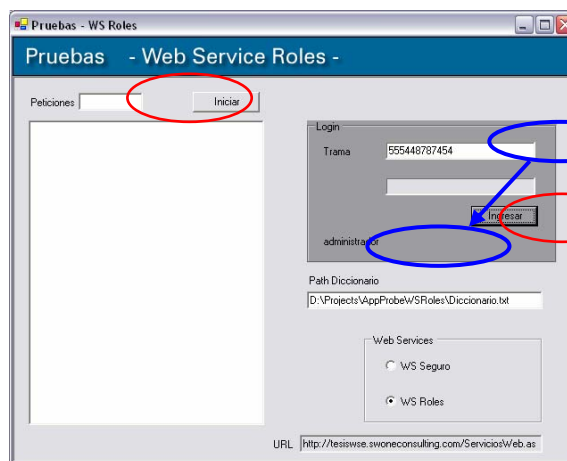 Pruebas - WS Roles
Pruebas - Web Service Roles -
Peticiones
Iniciar
Login
Trama
555448787454
Ingresar
administrador
Path Diccionario
D:\Projects\AppProbeWSRoles\Diccionario.txt
Web Services
WS Seguro
WS Roles
URL http://tesiswse.swoneconsulting.com/ServiciosWeb.as